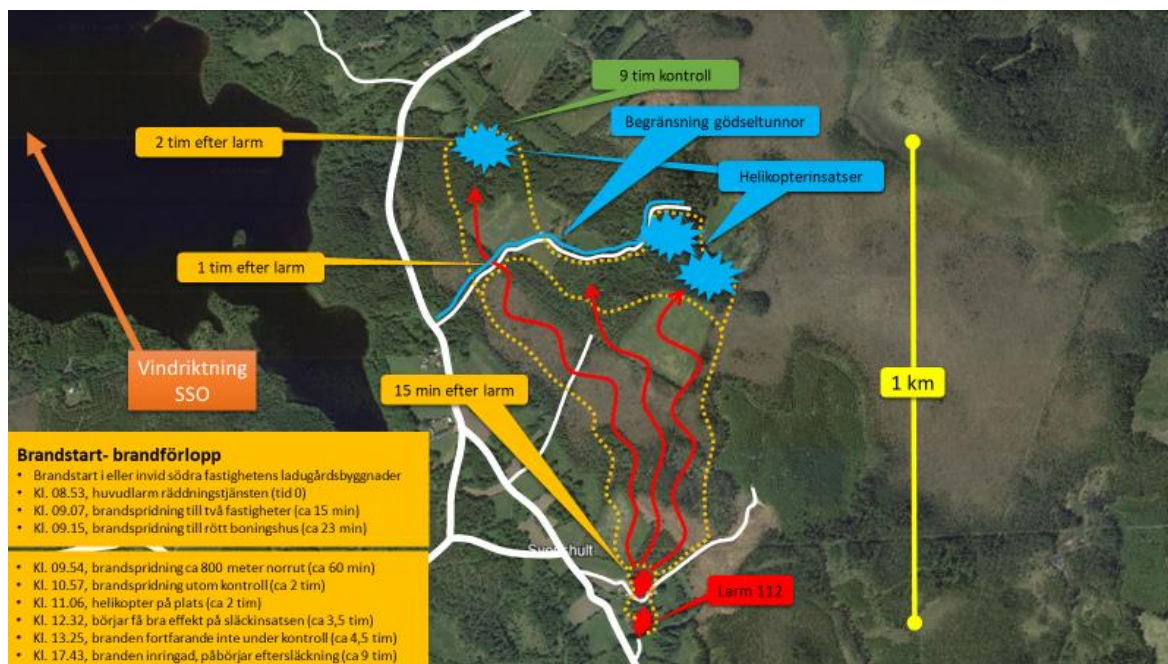 9 tim kontroll
Begränsning gödseltunnor
2 tim efter larm
Helikopterinsatser
1 tim efter larm
Vindriktning
SSO
15 min efter larm
1 km
Larm 112
Brandstart- brandförlopp
• Brandstart i eller invid södra fastighetens ladugårdsbyggnader
• Kl. 08.53, huvudlarm räddningstjänsten (tid 0)
• Kl. 09.07, brandspridning till två fastigheter (ca 15 min)
• Kl. 09.15, brandspridning till rött boningshus (ca 23 min)
• Kl. 09.54, brandspridning ca 800 meter norrut (ca 60 min)
• Kl. 10.57, brandspridning utom kontroll (ca 2 tim)
• Kl. 11.06, helikopter på plats (ca 2 tim)
• Kl. 12.32, börjar få bra effekt på släckinsatsen (ca 3,5 tim)
• Kl. 13.25, branden fortfarande inte under kontroll (ca 4,5 tim)
• Kl. 17.43, branden inringad, påbörjar eftersläckning (ca 9 tim)